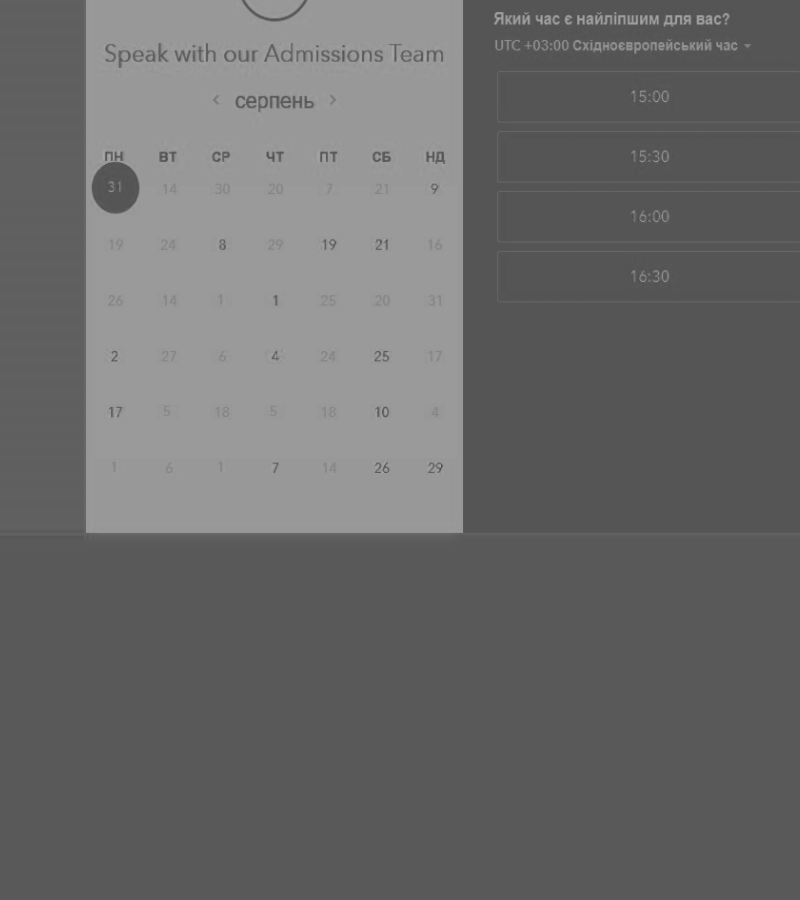 Speak with our Admissions Team
серпень
ПН ВТ СР ЧТ ПТ СБ НД
31 14 30 20 7 21 9
19 24 8 29 19 21 16
26 14 1 1 25 20 31
2 27 6 4 24 25 17
17 5 18 5 18 10 4
1 6 1 7 14 26 29
Який час є найліпшим для вас?
UTC +03:00 Східноєвропейський час
15:00
15:30
16:00
16:30